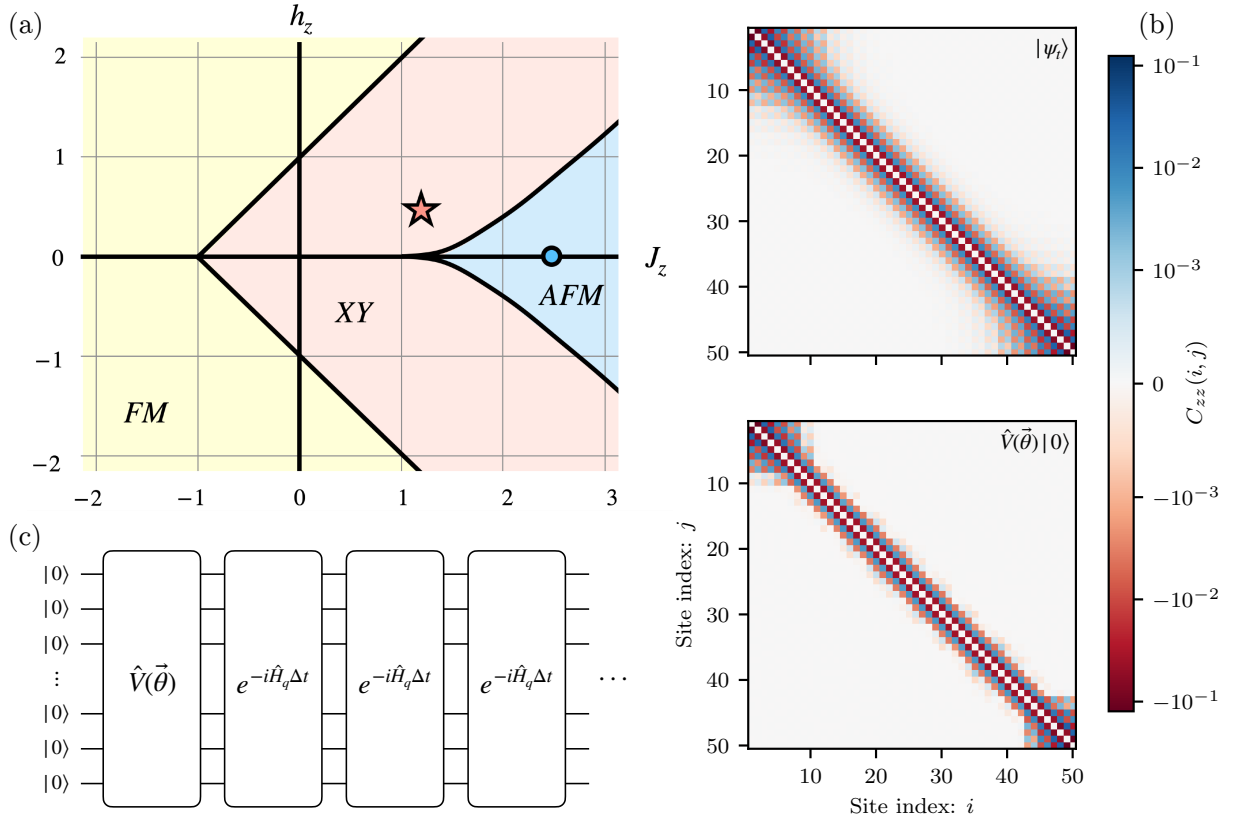 (a)
h_z
2
1
0
−1
−2
−2
−1
0
1
2
3
J_z
FM
XY
AFM
(b)
|ψ_t⟩
10
20
30
40
50
V̂(θ⃗)|0⟩
10
20
30
40
50
10
20
30
40
50
Site index: j
Site index: i
10^{−1}
10^{−2}
10^{−3}
0
−10^{−3}
−10^{−2}
−10^{−1}
C_{zz}(i, j)
(c)
|0⟩
|0⟩
|0⟩
⋮
|0⟩
|0⟩
|0⟩
V̂(θ⃗)
e^{−iĤ_qΔt}
e^{−iĤ_qΔt}
e^{−iĤ_qΔt}
⋯